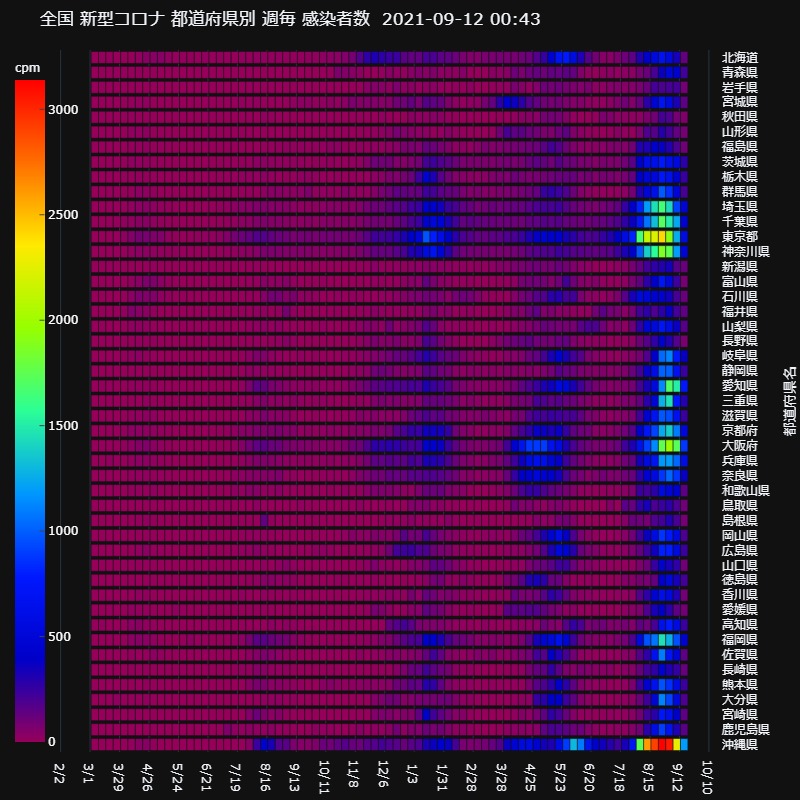 全国 新型コロナ 都道府県別 週毎 感染者数 2021-09-12 00:43
cpm
3000
2500
2000
1500
1000
500
0
北海道
青森県
岩手県
宮城県
秋田県
山形県
福島県
茨城県
栃木県
群馬県
埼玉県
千葉県
東京都
神奈川県
新潟県
富山県
石川県
福井県
山梨県
長野県
岐阜県
静岡県
愛知県
三重県
滋賀県
京都府
大阪府
兵庫県
奈良県
和歌山県
鳥取県
島根県
岡山県
広島県
山口県
徳島県
香川県
愛媛県
高知県
福岡県
佐賀県
長崎県
熊本県
大分県
宮崎県
鹿児島県
沖縄県
都道府県名
2/2
3/1
3/29
4/26
5/24
6/21
7/19
8/16
9/13
10/11
11/8
12/6
1/3
1/31
2/28
3/28
4/25
5/23
6/20
7/18
8/15
9/12
10/10